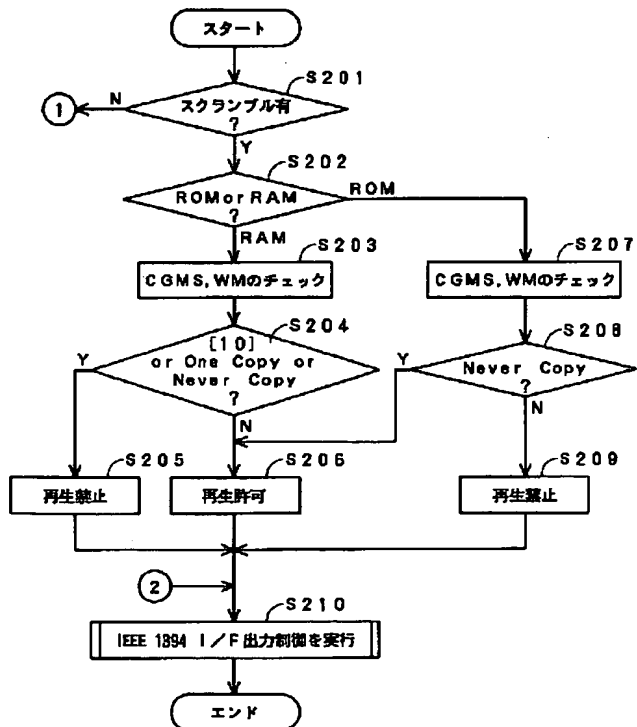 スタート
S201
N
スクランブル有
?
①
Y
S202
ROM or RAM
?
ROM
RAM
S203
CGMS, WMのチェック
S207
CGMS, WMのチェック
S204
[10]
or One Copy or
Never Copy
?
Y
N
S208
Never Copy
?
Y
N
S205
再生禁止
S206
再生許可
S209
再生禁止
②
S210
IEEE 1394 I/F出力制御を実行
エンド